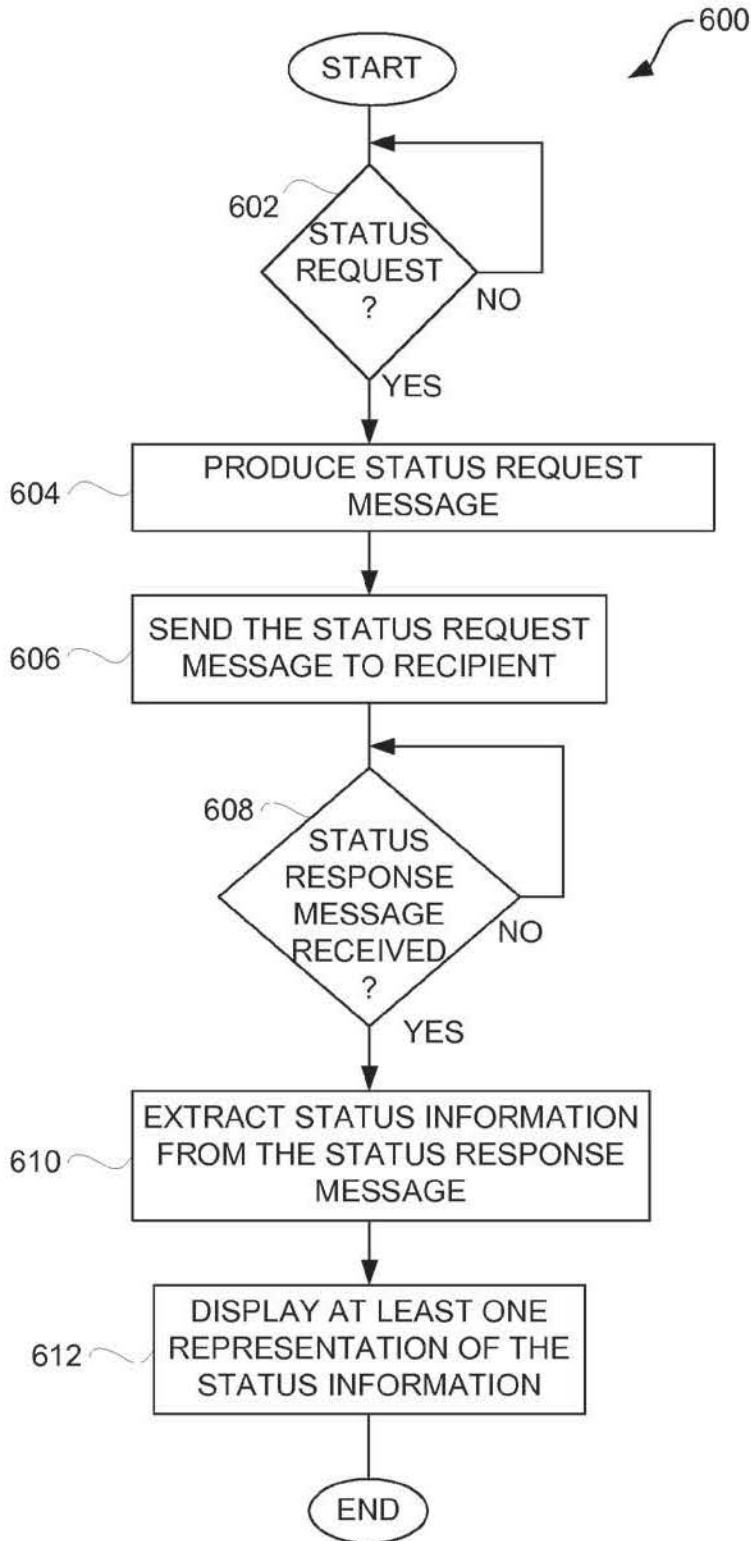 600
START
602
STATUS
REQUEST
?
NO
YES
604
PRODUCE STATUS REQUEST
MESSAGE
606
SEND THE STATUS REQUEST
MESSAGE TO RECIPIENT
608
STATUS
RESPONSE
MESSAGE
RECEIVED
?
NO
YES
610
EXTRACT STATUS INFORMATION
FROM THE STATUS RESPONSE
MESSAGE
612
DISPLAY AT LEAST ONE
REPRESENTATION OF THE
STATUS INFORMATION
END